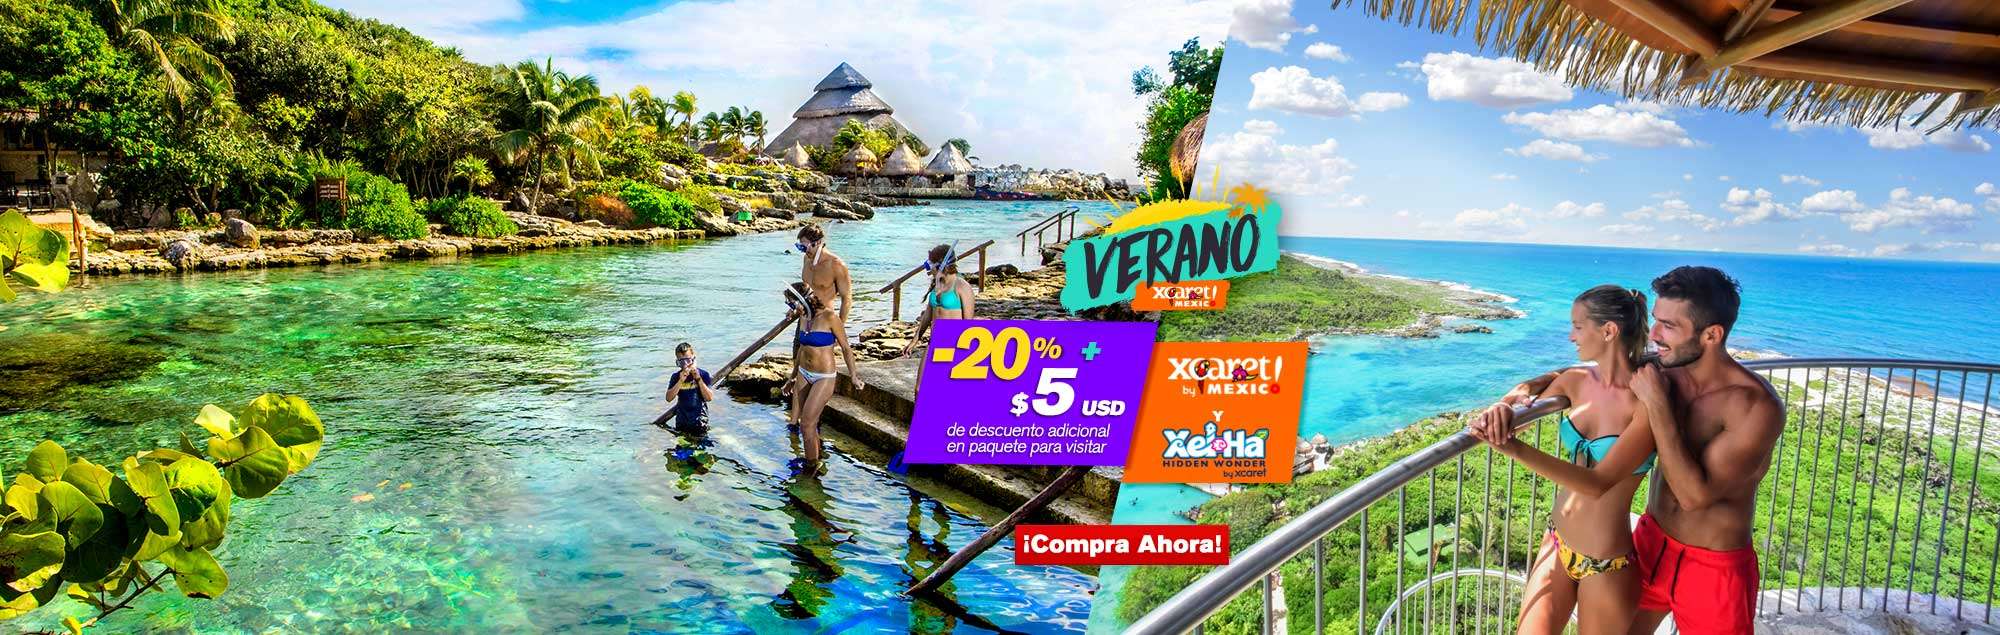 VERANO
xcaret!
MEXICO
-20% +
$5 USD
de descuento adicional
en paquete para visitar
xcaret!
by MEXICO
Y
Xel-Há
HIDDEN WONDER
by xcaret
¡Compra Ahora!